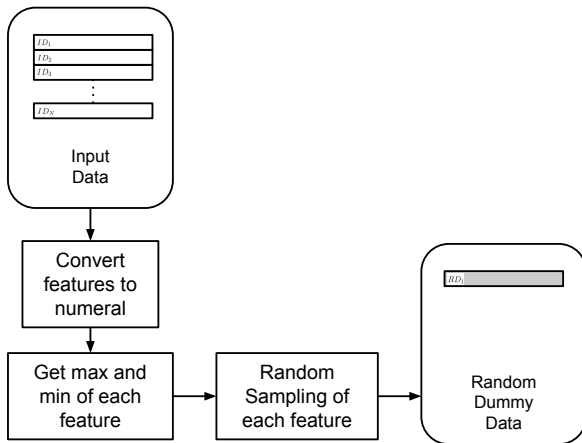 ID₁
ID₂
ID₃
⋮
ID_N
Input
Data
Convert
features to
numeral
Get max and
min of each
feature
Random
Sampling of
each feature
RD₁
Random
Dummy
Data